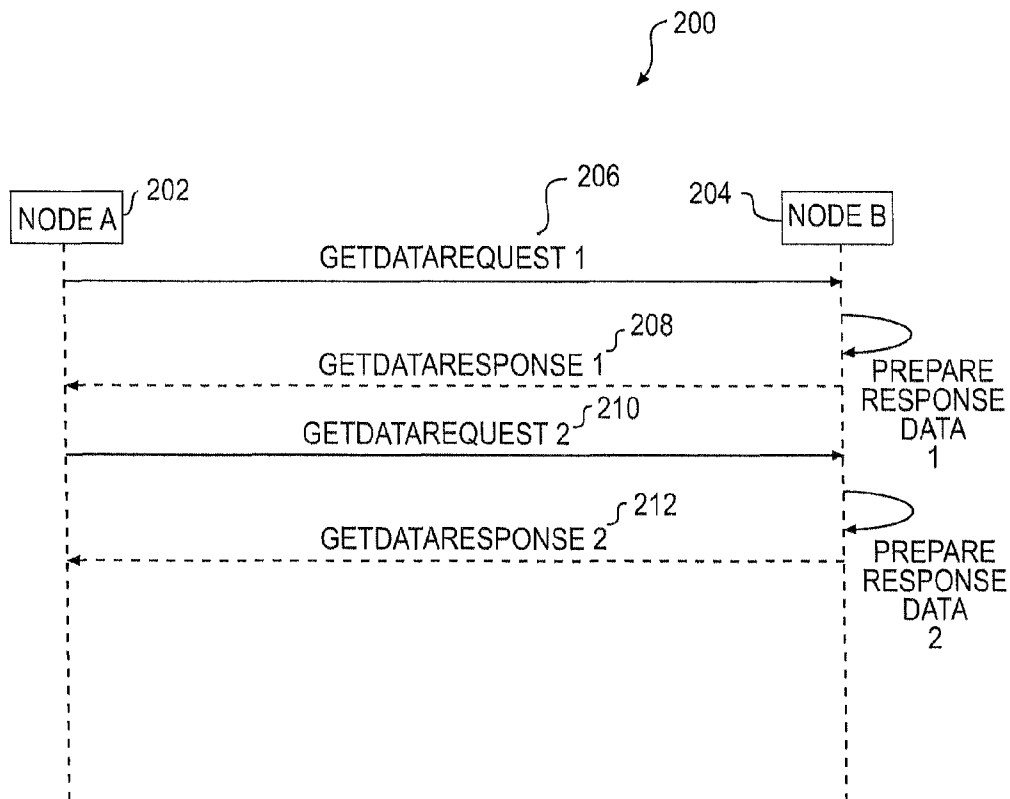 200
NODE A
202
206
204
NODE B
GETDATAREQUEST 1
208
GETDATARESPONSE 1
PREPARE
RESPONSE
DATA
1
210
GETDATAREQUEST 2
212
GETDATARESPONSE 2
PREPARE
RESPONSE
DATA
2